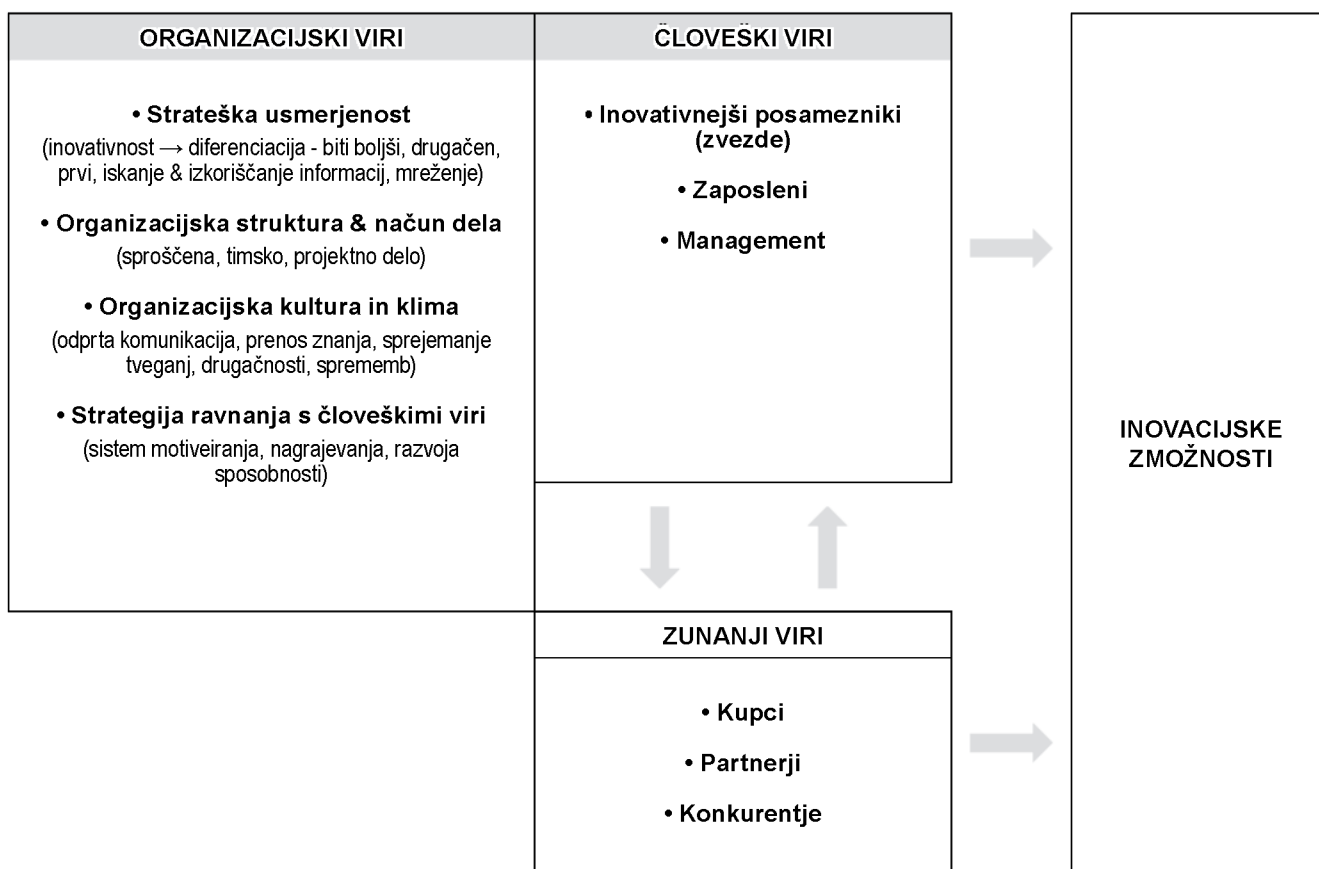 ORGANIZACIJSKI VIRI
• Strateška usmerjenost
(inovativnost → diferenciacija - biti boljši, drugačen,
prvi, iskanje & izkoriščanje informacij, mreženje)
• Organizacijska struktura & način dela
(sproščena, timsko, projektno delo)
• Organizacijska kultura in klima
(odprta komunikacija, prenos znanja, sprejemanje
tveganj, drugačnosti, sprememb)
• Strategija ravnanja s človeškimi viri
(sistem motiveiranja, nagrajevanja, razvoja
sposobnosti)
ČLOVEŠKI VIRI
• Inovativnejši posamezniki
(zvezde)
• Zaposleni
• Management
ZUNANJI VIRI
• Kupci
• Partnerji
• Konkurentje
INOVACIJSKE
ZMOŽNOSTI